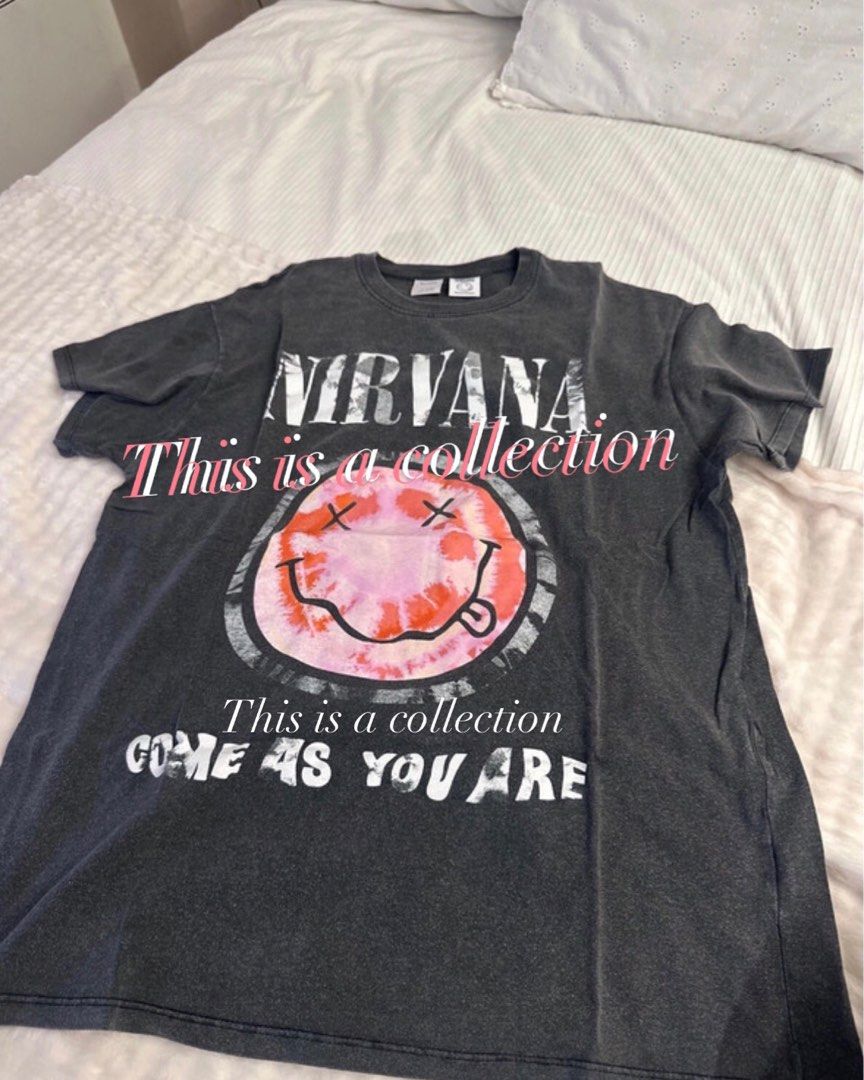 NIRVANA
This is a collection
This is a collection
COME AS YOU ARE